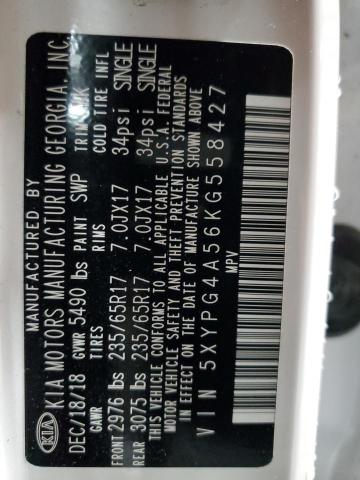 MANUFACTURED BY
KIA KIA MOTORS MANUFACTURING GEORGIA, INC.
DEC/18/18 GVWR 5490 lbs PAINT SWP TRIM
GAWR TIRES RIMS COLD TIRE INFL
FRONT 2976 lbs 235/65R17 7.0JX17 34psi SINGLE
REAR 3075 lbs 235/65R17 7.0JX17 34psi SINGLE
THIS VEHICLE CONFORMS TO ALL APPLICABLE U.S.A. FEDERAL
MOTOR VEHICLE SAFETY AND THEFT PREVENTION STANDARDS
IN EFFECT ON THE DATE OF MANUFACTURE SHOWN ABOVE
VIN 5XYPG4A56KG558427
MPV